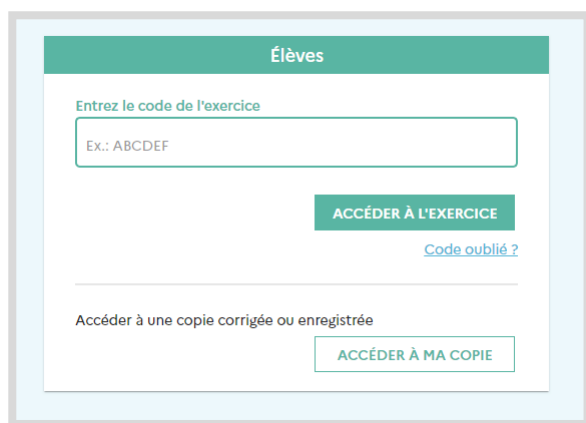 Élèves
Entrez le code de l'exercice
Ex.: ABCDEF
ACCÉDER À L'EXERCICE
Code oublié ?
Accéder à une copie corrigée ou enregistrée
ACCÉDER À MA COPIE